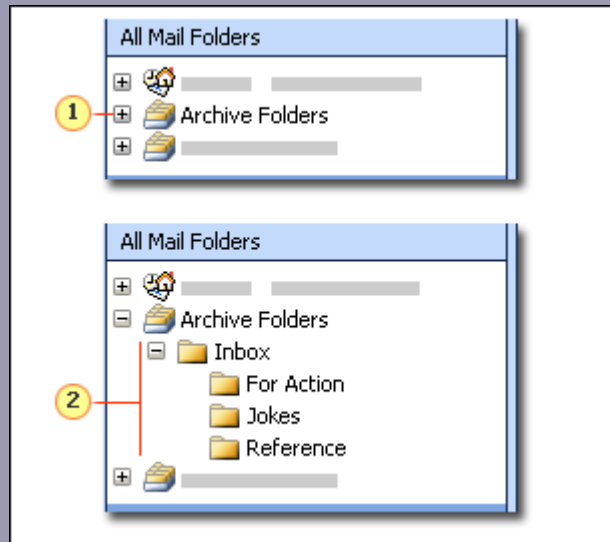 All Mail Folders
1
Archive Folders
All Mail Folders
Archive Folders
Inbox
For Action
2
Jokes
Reference